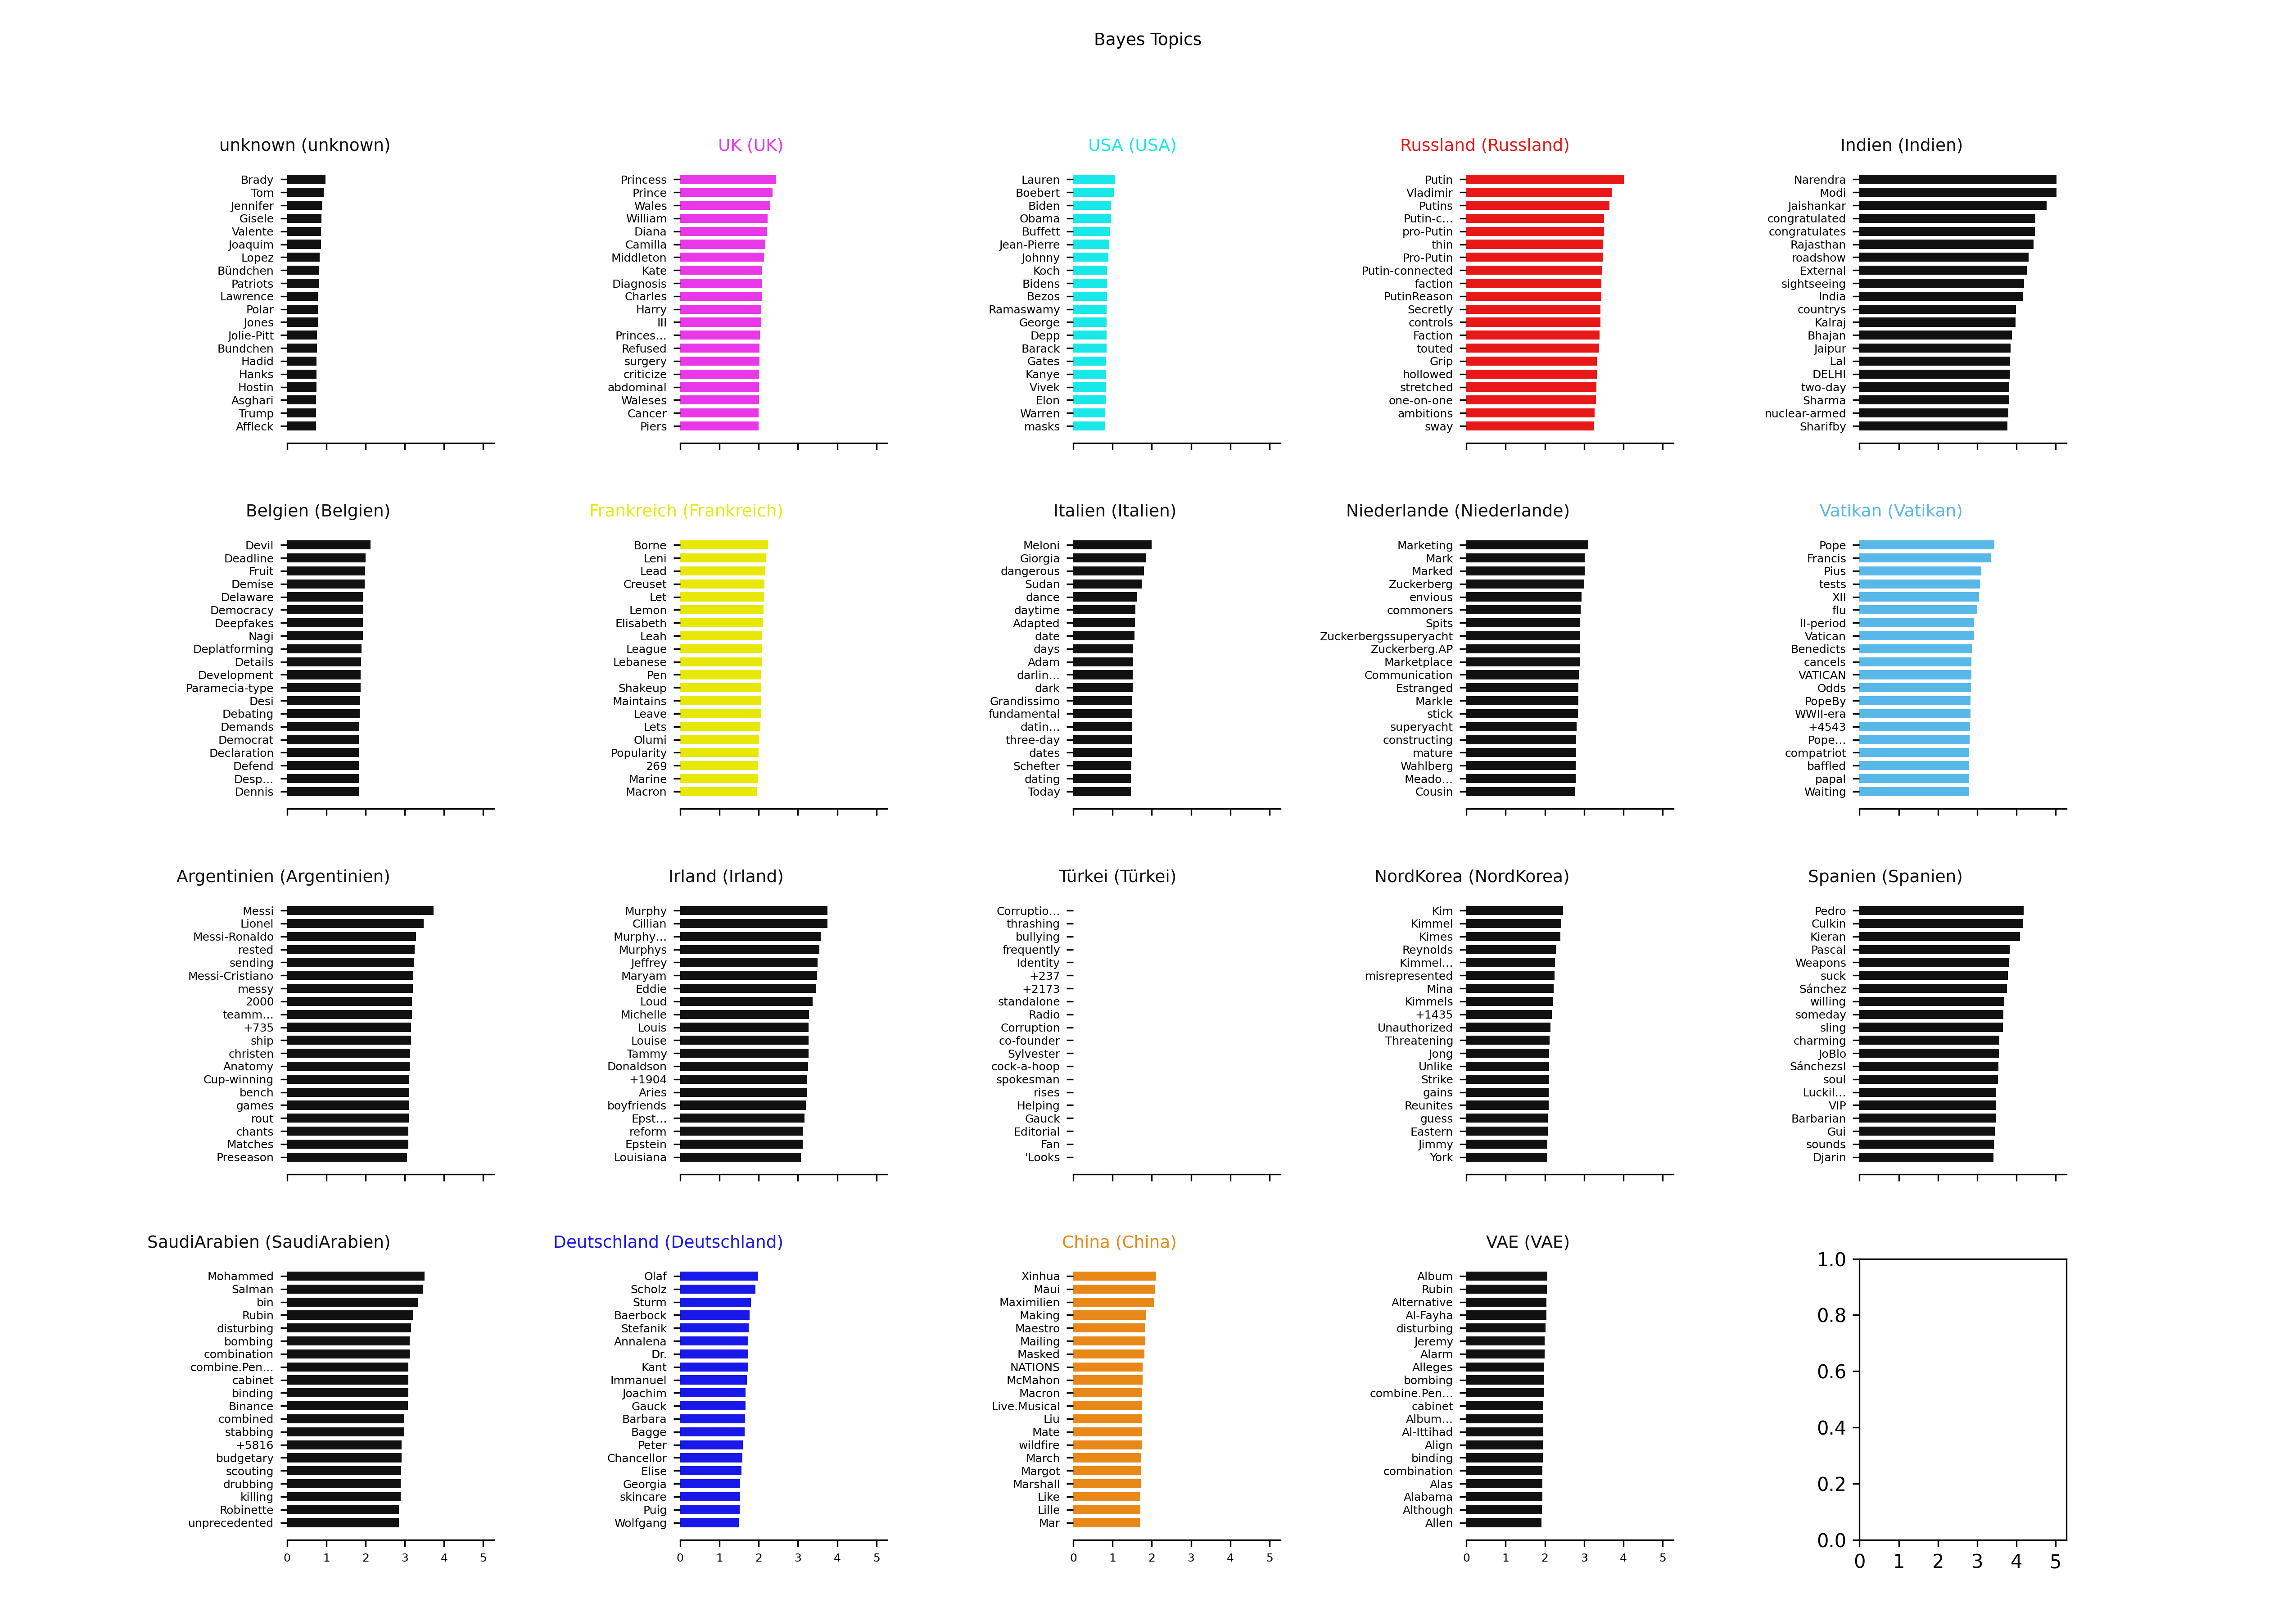 Bayes Topics
unknown (unknown)
Brady
Tom
Jennifer
Gisele
Valente
Joaquim
Lopez
Bündchen
Patriots
Lawrence
Polar
Jones
Jolie-Pitt
Bundchen
Hadid
Hanks
Hostin
Asghari
Trump
Affleck
UK (UK)
Princess
Prince
Wales
William
Diana
Camilla
Middleton
Kate
Diagnosis
Charles
Harry
III
Princes...
Refused
surgery
criticize
abdominal
Waleses
Cancer
Piers
USA (USA)
Lauren
Boebert
Biden
Obama
Buffett
Jean-Pierre
Johnny
Koch
Bidens
Bezos
Ramaswamy
George
Depp
Barack
Gates
Kanye
Vivek
Elon
Warren
masks
Russland (Russland)
Putin
Vladimir
Putins
Putin-c...
pro-Putin
thin
Pro-Putin
Putin-connected
faction
PutinReason
Secretly
controls
Faction
touted
Grip
hollowed
stretched
one-on-one
ambitions
sway
Indien (Indien)
Narendra
Modi
Jaishankar
congratulated
congratulates
Rajasthan
roadshow
External
sightseeing
India
countrys
Kalraj
Bhajan
Jaipur
Lal
DELHI
two-day
Sharma
nuclear-armed
Sharifby
Belgien (Belgien)
Devil
Deadline
Fruit
Demise
Delaware
Democracy
Deepfakes
Nagi
Deplatforming
Details
Development
Paramecia-type
Desi
Debating
Demands
Democrat
Declaration
Defend
Desp...
Dennis
Frankreich (Frankreich)
Borne
Leni
Lead
Creuset
Let
Lemon
Elisabeth
Leah
League
Lebanese
Pen
Shakeup
Maintains
Leave
Lets
Olumi
Popularity
269
Marine
Macron
Italien (Italien)
Meloni
Giorgia
dangerous
Sudan
dance
daytime
Adapted
date
days
Adam
darlin...
dark
Grandissimo
fundamental
datin...
three-day
dates
Schefter
dating
Today
Niederlande (Niederlande)
Marketing
Mark
Marked
Zuckerberg
envious
commoners
Spits
Zuckerbergssuperyacht
Zuckerberg.AP
Marketplace
Communication
Estranged
Markle
stick
superyacht
constructing
mature
Wahlberg
Meado...
Cousin
Vatikan (Vatikan)
Pope
Francis
Pius
tests
XII
flu
II-period
Vatican
Benedicts
cancels
VATICAN
Odds
PopeBy
WWII-era
+4543
Pope...
compatriot
baffled
papal
Waiting
Argentinien (Argentinien)
Messi
Lionel
Messi-Ronaldo
rested
sending
Messi-Cristiano
messy
2000
teamm...
+735
ship
christen
Anatomy
Cup-winning
bench
games
rout
chants
Matches
Preseason
Irland (Irland)
Murphy
Cillian
Murphy...
Murphys
Jeffrey
Maryam
Eddie
Loud
Michelle
Louis
Louise
Tammy
Donaldson
+1904
Aries
boyfriends
Epst...
reform
Epstein
Louisiana
Türkei (Türkei)
Corruptio...
thrashing
bullying
frequently
Identity
+237
+2173
standalone
Radio
Corruption
co-founder
Sylvester
cock-a-hoop
spokesman
rises
Helping
Gauck
Editorial
Fan
'Looks
NordKorea (NordKorea)
Kim
Kimmel
Kimes
Reynolds
Kimmel...
misrepresented
Mina
Kimmels
+1435
Unauthorized
Threatening
Jong
Unlike
Strike
gains
Reunites
guess
Eastern
Jimmy
York
Spanien (Spanien)
Pedro
Culkin
Kieran
Pascal
Weapons
suck
Sánchez
willing
someday
sling
charming
JoBlo
SánchezsI
soul
Luckil...
VIP
Barbarian
Gui
sounds
Djarin
SaudiArabien (SaudiArabien)
Mohammed
Salman
bin
Rubin
disturbing
bombing
combination
combine.Pen...
cabinet
binding
Binance
combined
stabbing
+5816
budgetary
scouting
drubbing
killing
Robinette
unprecedented
0 1 2 3 4 5
Deutschland (Deutschland)
Olaf
Scholz
Sturm
Baerbock
Stefanik
Annalena
Dr.
Kant
Immanuel
Joachim
Gauck
Barbara
Bagge
Peter
Chancellor
Elise
Georgia
skincare
Puig
Wolfgang
0 1 2 3 4 5
China (China)
Xinhua
Maui
Maximilien
Making
Maestro
Mailing
Masked
NATIONS
McMahon
Macron
Live.Musical
Liu
Mate
wildfire
March
Margot
Marshall
Like
Lille
Mar
0 1 2 3 4 5
VAE (VAE)
Album
Rubin
Alternative
Al-Fayha
disturbing
Jeremy
Alarm
Alleges
bombing
combine.Pen...
cabinet
Album...
Al-Ittihad
Align
binding
combination
Alas
Alabama
Although
Allen
0 1 2 3 4 5
1.0
0.8
0.6
0.4
0.2
0.0
0 1 2 3 4 5